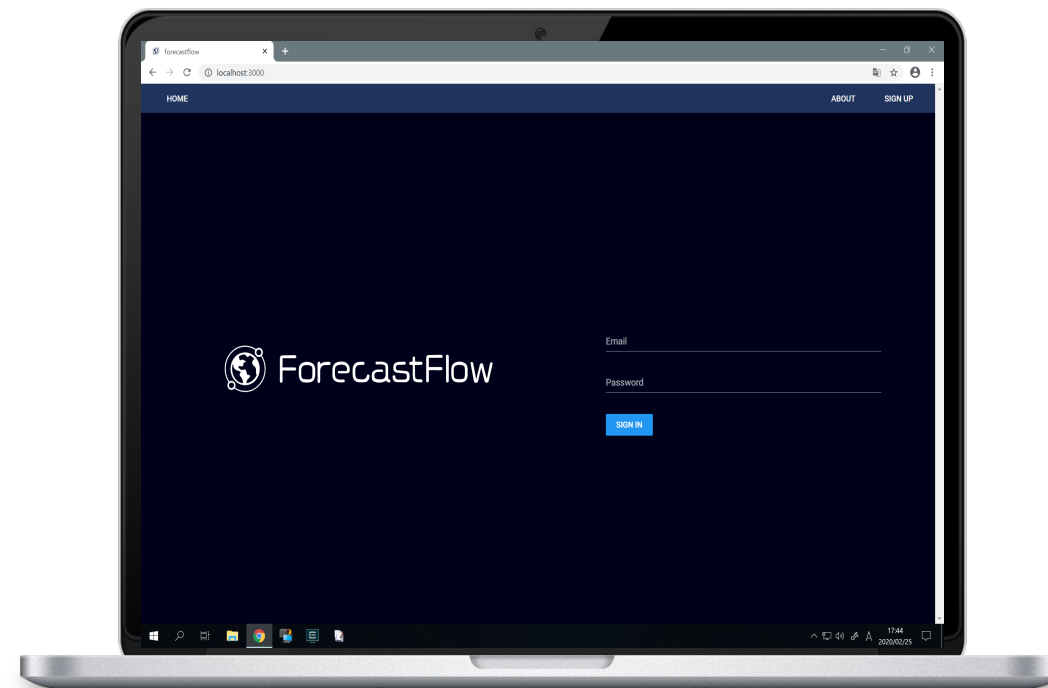 forecastflow
localhost:3000
HOME ABOUT SIGN UP
Email
ForecastFlow
Password
SIGN IN
A 17:44
2020/02/25